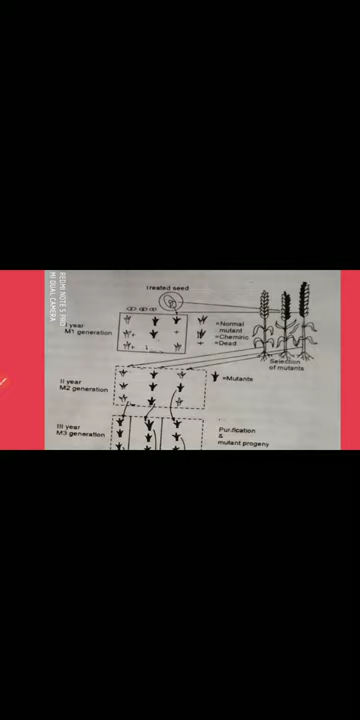 Treated seed
I year
M1 generation
=Normal
mutant
=Chemiric
=Dead
Selection
of mutants
II year
M2 generation
=Mutants
III year
M3 generation
Purification
&
mutant progeny
REDMI NOTE 5 PRO
MI DUAL CAMERA